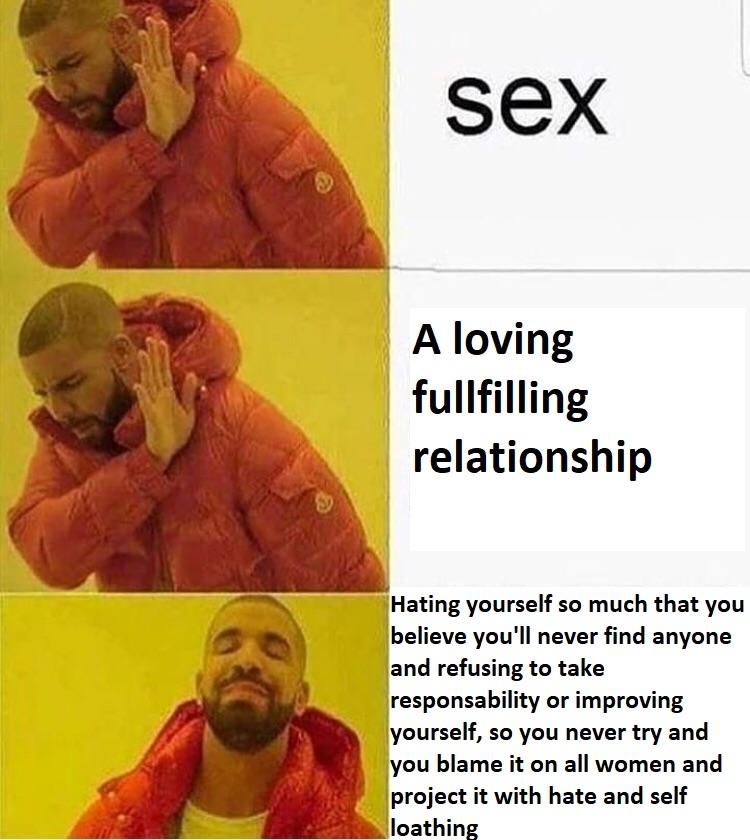 sex
A loving
fullfilling
relationship
Hating yourself so much that you
believe you'll never find anyone
and refusing to take
responsability or improving
yourself, so you never try and
you blame it on all women and
project it with hate and self
loathing